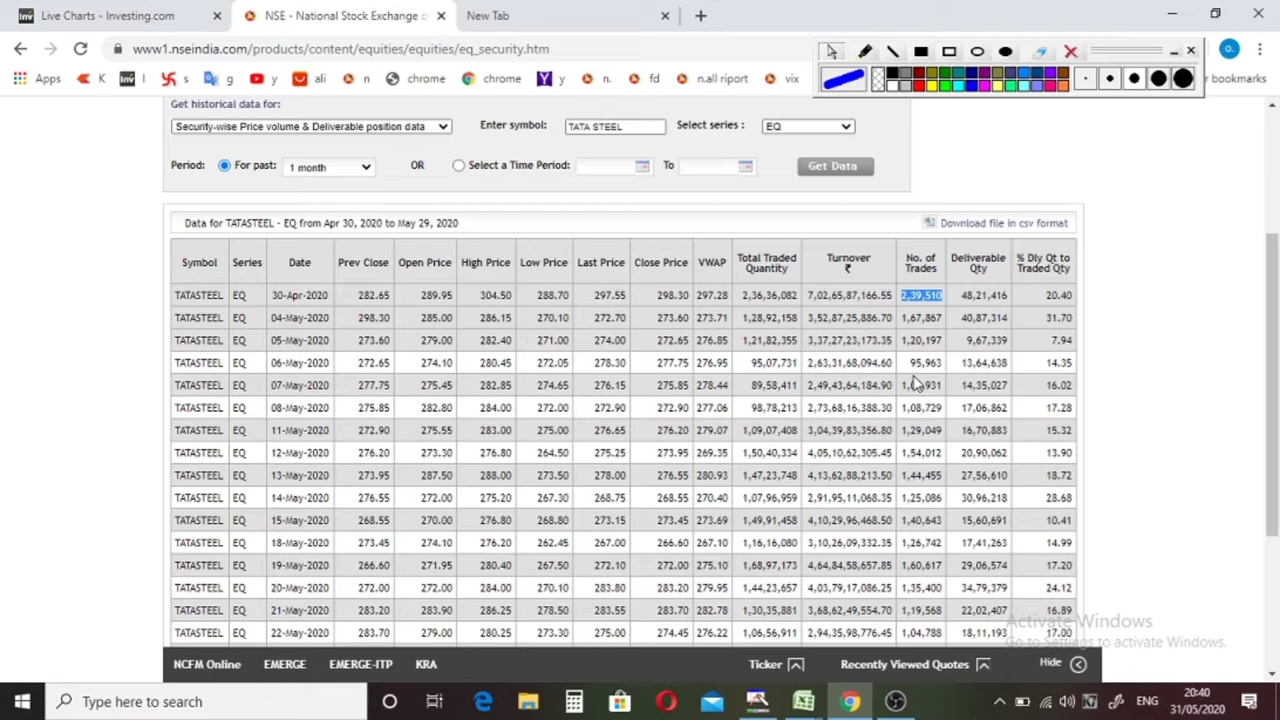 Live Charts - Investing.com
NSE - National Stock Exchange o
New Tab
www1.nseindia.com/products/content/equities/equities/eq_security.htm
Apps K l s g y ali n chrome chrome y n. fd n.all riport vix r bookmarks
Get historical data for:
Security-wise Price volume & Deliverable position data Enter symbol: TATA STEEL Select series : EQ
Period: For past: 1 month OR Select a Time Period: To Get Data
Data for TATASTEEL - EQ from Apr 30, 2020 to May 29, 2020 Download file in csv format
Symbol Series Date Prev Close Open Price High Price Low Price Last Price Close Price VWAP Total Traded Quantity Turnover ₹ No. of Trades Deliverable Qty % Dly Qt to Traded Qty
TATASTEEL EQ 30-Apr-2020 282.65 289.95 304.50 288.70 297.55 298.30 297.28 2,36,36,082 7,02,65,87,166.55 2,39,510 48,21,416 20.40
TATASTEEL EQ 04-May-2020 298.30 285.00 286.15 270.10 272.70 273.60 273.71 1,28,92,158 3,52,87,25,886.70 1,67,867 40,87,314 31.70
TATASTEEL EQ 05-May-2020 273.60 279.00 282.40 271.00 274.00 272.65 276.85 1,21,82,355 3,37,27,23,173.35 1,20,197 9,67,339 7.94
TATASTEEL EQ 06-May-2020 272.65 274.10 280.45 272.05 278.30 277.75 276.95 95,07,731 2,63,31,68,094.60 95,963 13,64,638 14.35
TATASTEEL EQ 07-May-2020 277.75 275.45 282.85 274.65 276.15 275.85 278.44 89,58,411 2,49,43,64,184.90 14,35,027 16.02
TATASTEEL EQ 08-May-2020 275.85 282.80 284.00 272.00 272.90 272.90 277.06 98,78,213 2,73,68,16,388.30 1,08,729 17,06,862 17.28
TATASTEEL EQ 11-May-2020 272.90 275.55 283.00 275.00 276.65 276.20 279.07 1,09,07,408 3,04,39,83,356.80 1,29,049 16,70,883 15.32
TATASTEEL EQ 12-May-2020 276.20 273.30 276.80 264.50 275.25 273.95 269.35 1,50,40,334 4,05,10,62,305.45 1,54,012 20,90,062 13.90
TATASTEEL EQ 13-May-2020 273.95 287.50 288.00 273.50 278.00 276.55 280.93 1,47,23,748 4,13,62,88,213.50 1,44,455 27,56,610 18.72
TATASTEEL EQ 14-May-2020 276.55 272.00 275.20 267.30 268.75 268.55 270.40 1,07,96,959 2,91,95,11,068.35 1,25,086 30,96,218 28.68
TATASTEEL EQ 15-May-2020 268.55 270.00 276.80 268.80 273.15 273.45 273.69 1,49,91,458 4,10,29,96,468.50 1,40,643 15,60,691 10.41
TATASTEEL EQ 18-May-2020 273.45 274.10 276.20 262.45 267.00 266.60 267.10 1,16,16,080 3,10,26,09,332.35 1,26,742 17,41,263 14.99
TATASTEEL EQ 19-May-2020 266.60 271.95 280.40 267.50 272.10 272.00 275.10 1,68,97,173 4,64,84,58,657.85 1,60,617 29,06,574 17.20
TATASTEEL EQ 20-May-2020 272.00 272.00 284.00 270.10 283.80 283.20 279.95 1,44,23,657 4,03,79,17,086.25 1,35,400 34,79,379 24.12
TATASTEEL EQ 21-May-2020 283.20 283.90 286.25 278.50 283.55 283.70 282.78 1,30,35,881 3,68,62,49,554.70 1,19,568 22,02,407 16.89
TATASTEEL EQ 22-May-2020 283.70 279.00 280.25 273.30 275.00 274.45 276.22 1,06,56,911 2,94,35,98,776.45 1,04,788 18,11,193 17.00
Activate Windows
Go to Settings to activate Windows.
NCFM Online EMERGE EMERGE-ITP KRA Ticker Recently Viewed Quotes Hide
Type here to search
ENG
20:40
31/05/2020